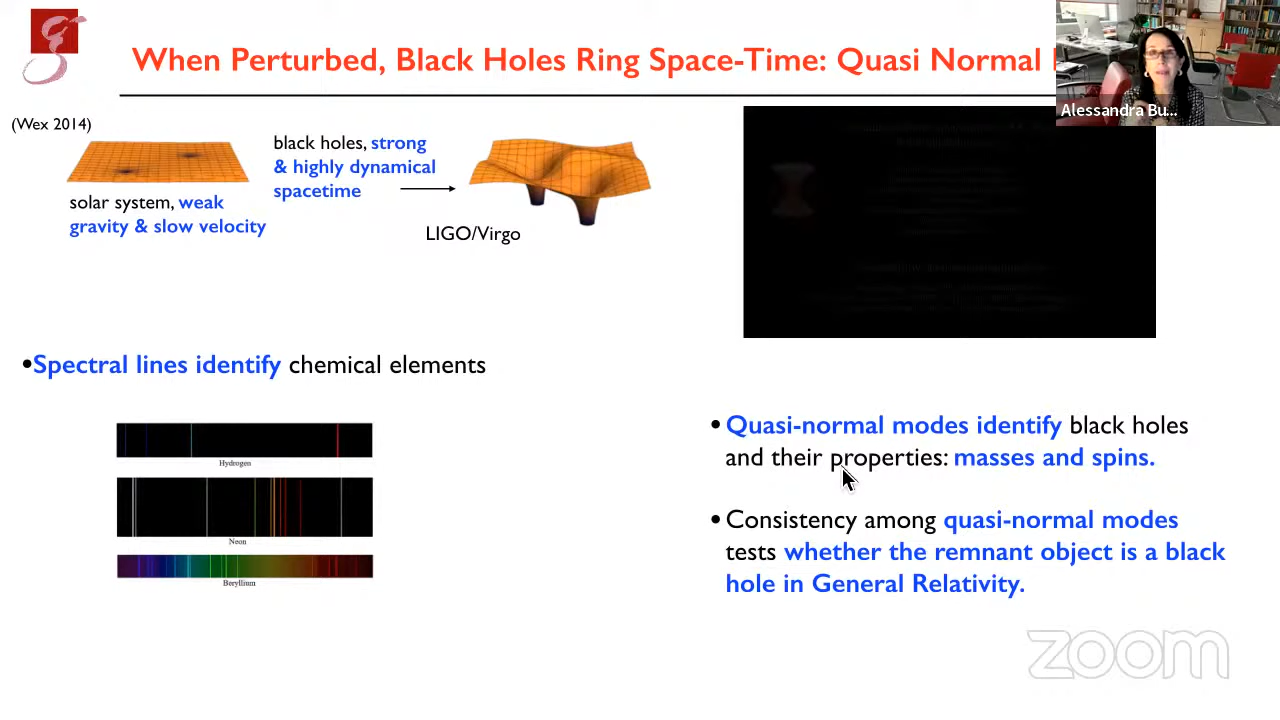 When Perturbed, Black Holes Ring Space-Time: Quasi Normal
Alessandra Bu...
(Wex 2014)
black holes, strong
& highly dynamical
spacetime
solar system, weak
gravity & slow velocity
LIGO/Virgo
•Spectral lines identify chemical elements
Hydrogen
Neon
Beryllium
• Quasi-normal modes identify black holes
and their properties: masses and spins.
• Consistency among quasi-normal modes
tests whether the remnant object is a black
hole in General Relativity.
zoom